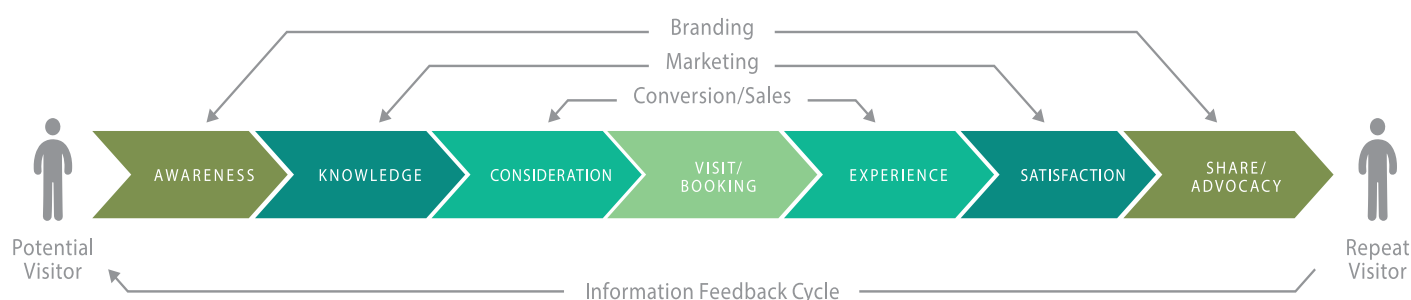 Branding
Marketing
Conversion/Sales
AWARENESS
KNOWLEDGE
CONSIDERATION
VISIT/
BOOKING
EXPERIENCE
SATISFACTION
SHARE/
ADVOCACY
Potential
Visitor
Repeat
Visitor
Information Feedback Cycle